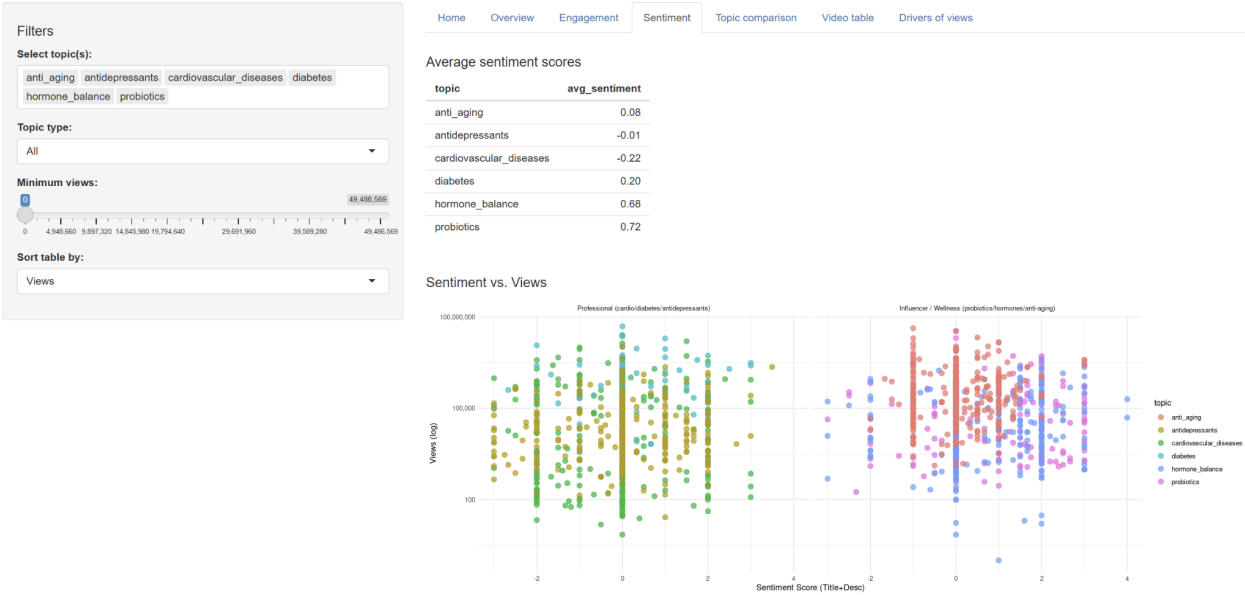 Home Overview Engagement Sentiment Topic comparison Video table Drivers of views
Filters
Select topic(s):
anti_aging antidepressants cardiovascular_diseases diabetes
hormone_balance probiotics
Topic type:
All
Minimum views:
0 49,486,569
0 4,948,660 9,897,320 14,845,980 19,794,640 29,691,960 39,589,280 49,486,569
Sort table by:
Views
Average sentiment scores
topic avg_sentiment
anti_aging 0.08
antidepressants -0.01
cardiovascular_diseases -0.22
diabetes 0.20
hormone_balance 0.68
probiotics 0.72
Sentiment vs. Views
Professional (cardio/diabetes/antidepressants) Influencer / Wellness (probiotics/hormones/anti-aging)
100,000,000
100,000
100
Views (log)
-2 0 2 4 -2 0 2 4
Sentiment Score (Title+Desc)
topic
anti_aging
antidepressants
cardiovascular_diseases
diabetes
hormone_balance
probiotics